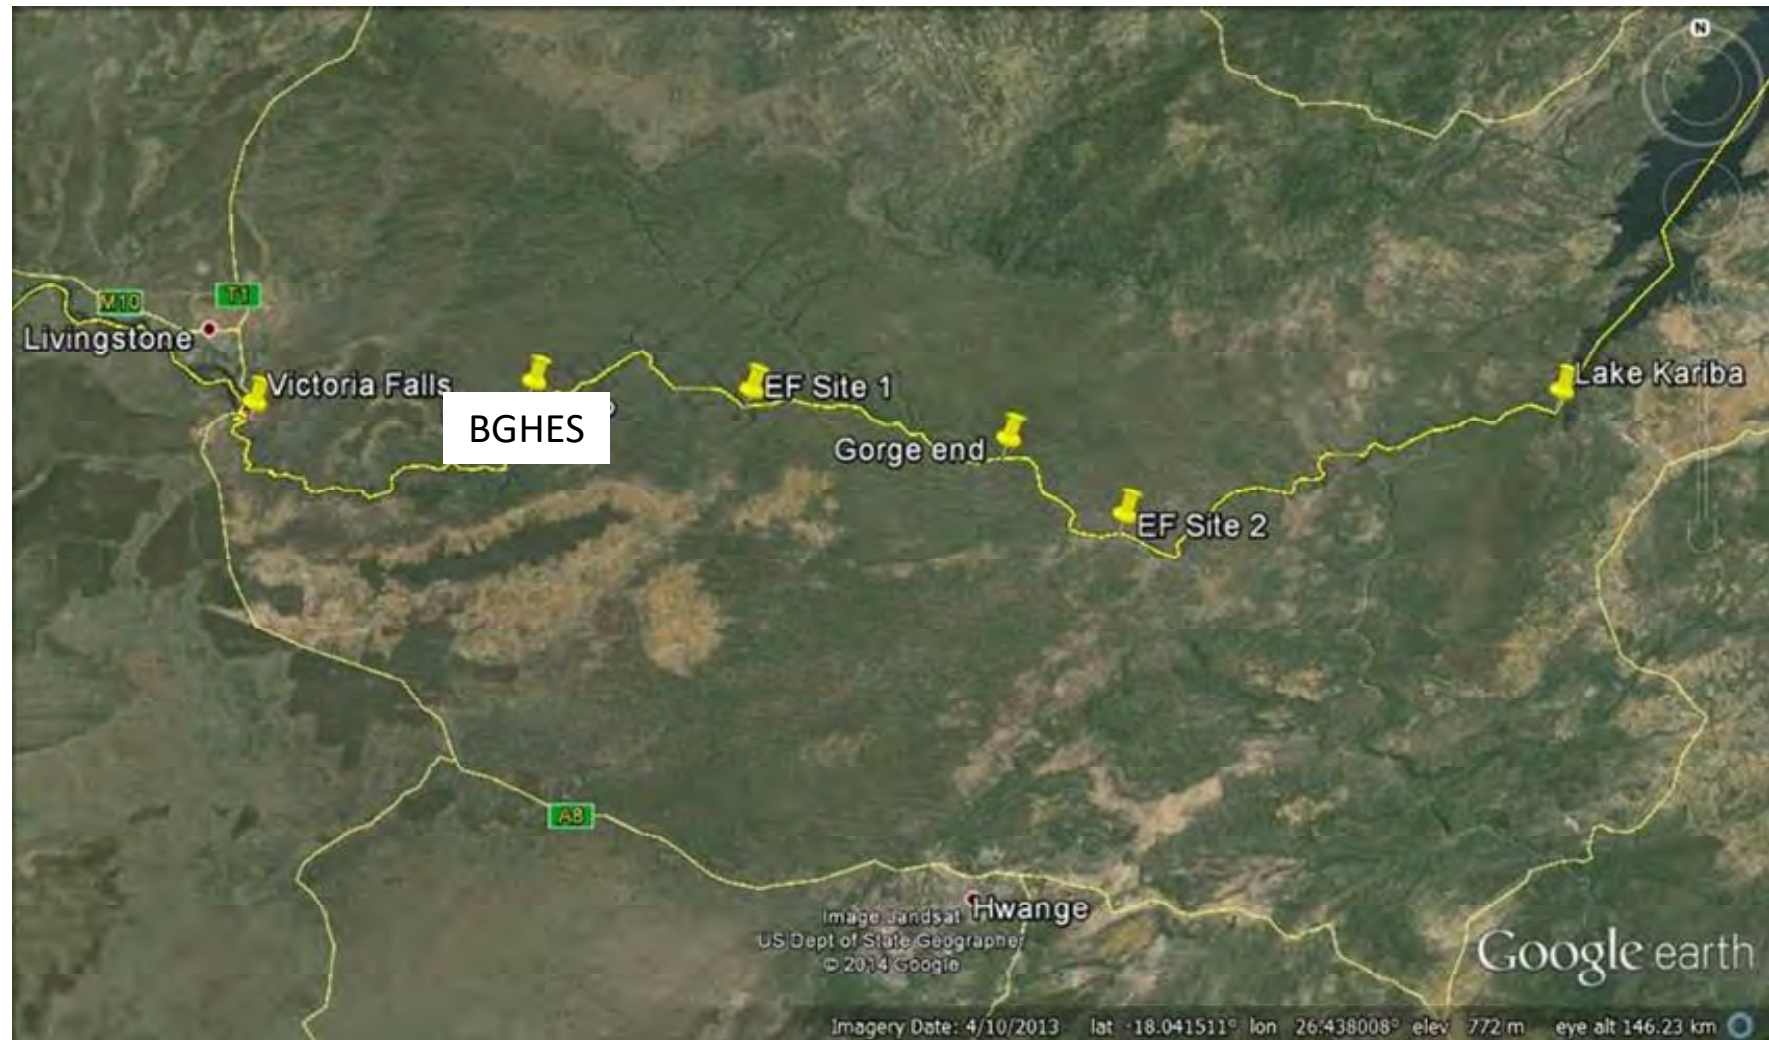 N
M10
T1
Livingstone
Victoria Falls
BGHES
EF Site 1
Lake Kariba
Gorge end
EF Site 2
A8
Hwange
Image Landsat
US Dept of State Geographer
© 2014 Google
Google earth
Imagery Date: 4/10/2013 lat -18.041511° lon 26.438008° elev 772 m eye alt 146.23 km